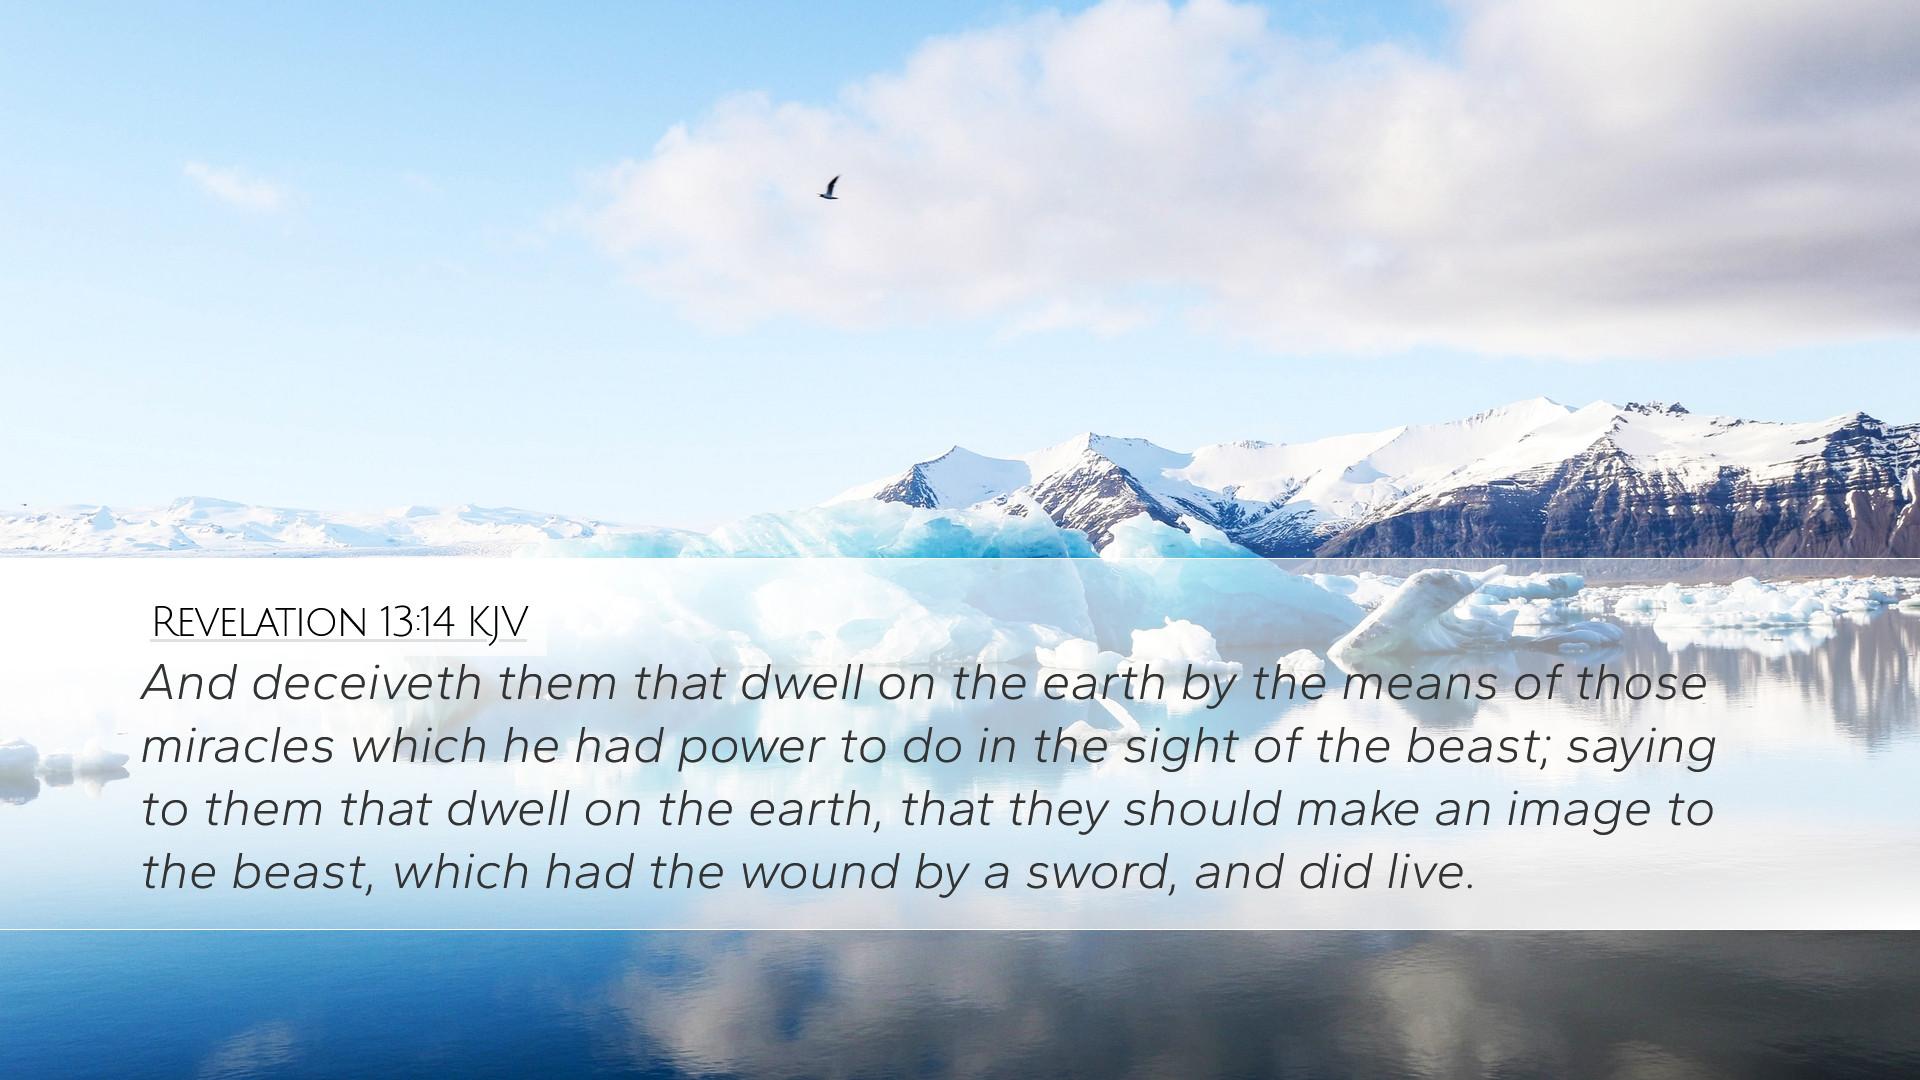 Revelation 13:14 KJV
And deceiveth them that dwell on the earth by the means of those
miracles which he had power to do in the sight of the beast; saying
to them that dwell on the earth, that they should make an image to
the beast, which had the wound by a sword, and did live.